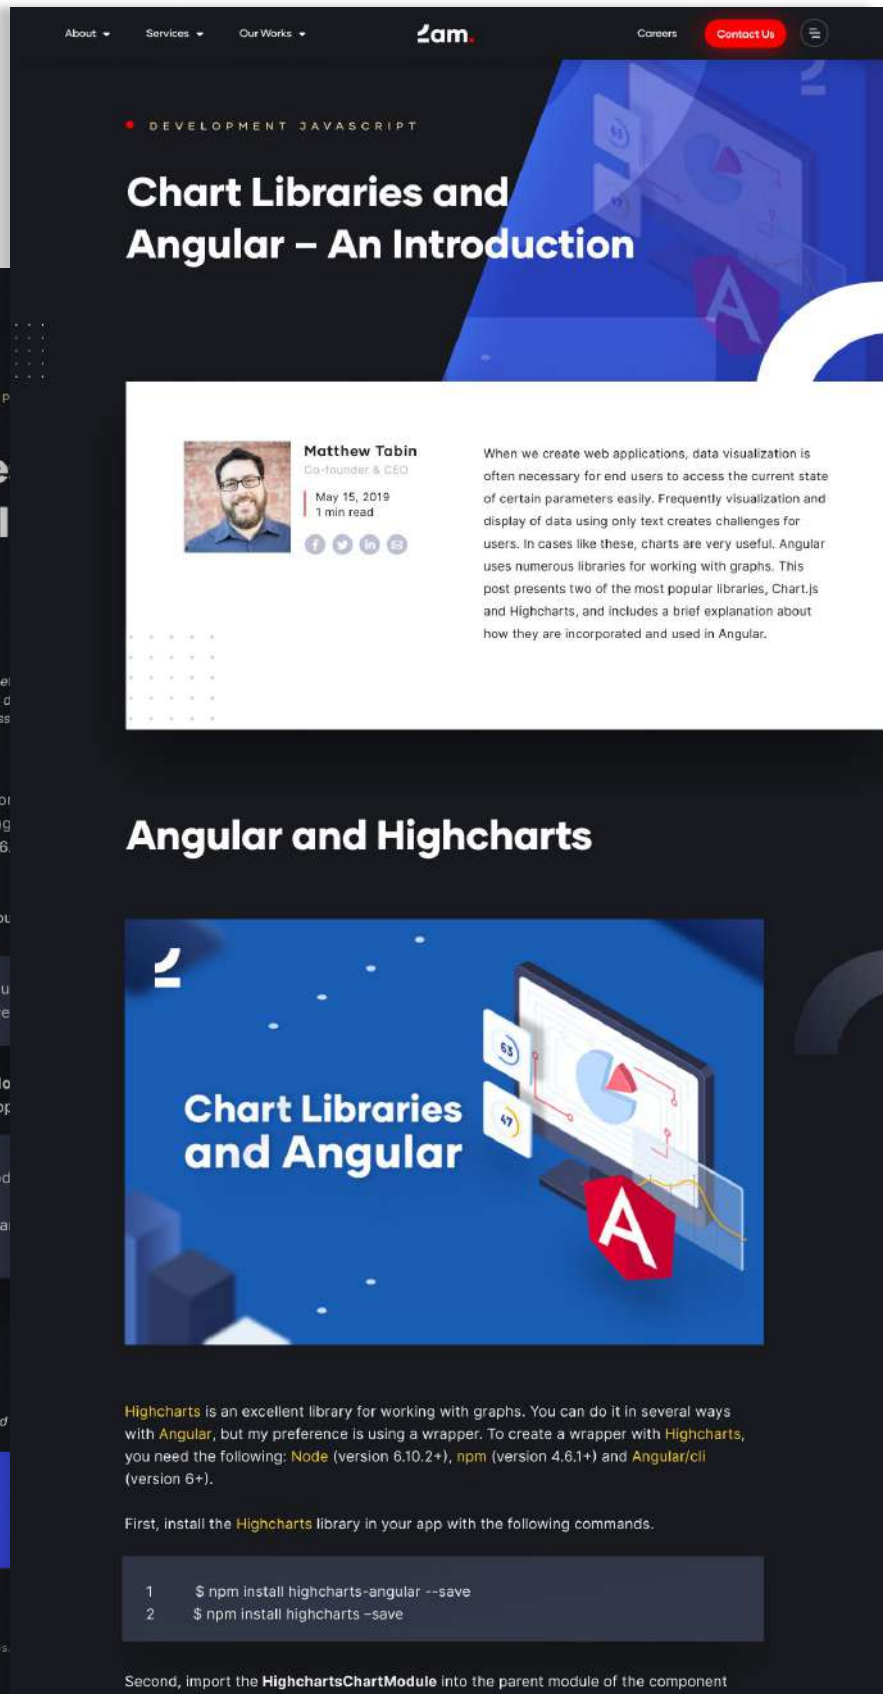 About
Services
Our Works
2am.
Careers
Contact Us
DEVELOPMENT JAVASCRIPT
Chart Libraries and
Angular – An Introduction
63
47
Matthew Tabin
Co-founder & CEO
May 15, 2019
1 min read
When we create web applications, data visualization is
often necessary for end users to access the current state
of certain parameters easily. Frequently visualization and
display of data using only text creates challenges for
users. In cases like these, charts are very useful. Angular
uses numerous libraries for working with graphs. This
post presents two of the most popular libraries, Chart.js
and Highcharts, and includes a brief explanation about
how they are incorporated and used in Angular.
Angular and Highcharts
63
47
Chart Libraries
and Angular
Highcharts is an excellent library for working with graphs. You can do it in several ways
with Angular, but my preference is using a wrapper. To create a wrapper with Highcharts,
you need the following: Node (version 6.10.2+), npm (version 4.6.1+) and Angular/cli
(version 6+).
First, install the Highcharts library in your app with the following commands.
1 $ npm install highcharts-angular --save
2 $ npm install highcharts –save
Second, import the HighchartsChartModule into the parent module of the component